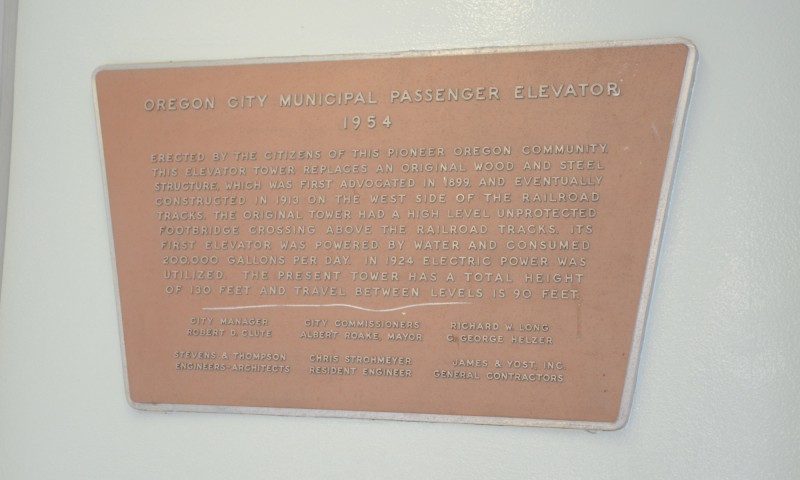 OREGON CITY MUNICIPAL PASSENGER ELEVATOR
1954
ERECTED BY THE CITIZENS OF THIS PIONEER OREGON COMMUNITY.
THIS ELEVATOR TOWER REPLACES AN ORIGINAL WOOD AND STEEL
STRUCTURE WHICH WAS FIRST ADVOCATED IN 1899, AND EVENTUALLY
CONSTRUCTED IN 1913 ON THE WEST SIDE OF THE RAILROAD
TRACKS. THE ORIGINAL TOWER HAD A HIGH LEVEL UNPROTECTED
FOOTBRIDGE CROSSING ABOVE THE RAILROAD TRACKS. ITS
FIRST ELEVATOR WAS POWERED BY WATER AND CONSUMED
200,000 GALLONS PER DAY. IN 1924 ELECTRIC POWER WAS
UTILIZED. THE PRESENT TOWER HAS A TOTAL HEIGHT
OF 130 FEET AND TRAVEL BETWEEN LEVELS IS 90 FEET.
CITY MANAGER CITY COMMISSIONERS RICHARD W. LONG
ROBERT D. CLUTE ALBERT ROAKE, MAYOR G. GEORGE HELZER
STEVENS & THOMPSON CHRIS STROHMEYER JAMES & YOST, INC.
ENGINEERS-ARCHITECTS RESIDENT ENGINEER GENERAL CONTRACTORS